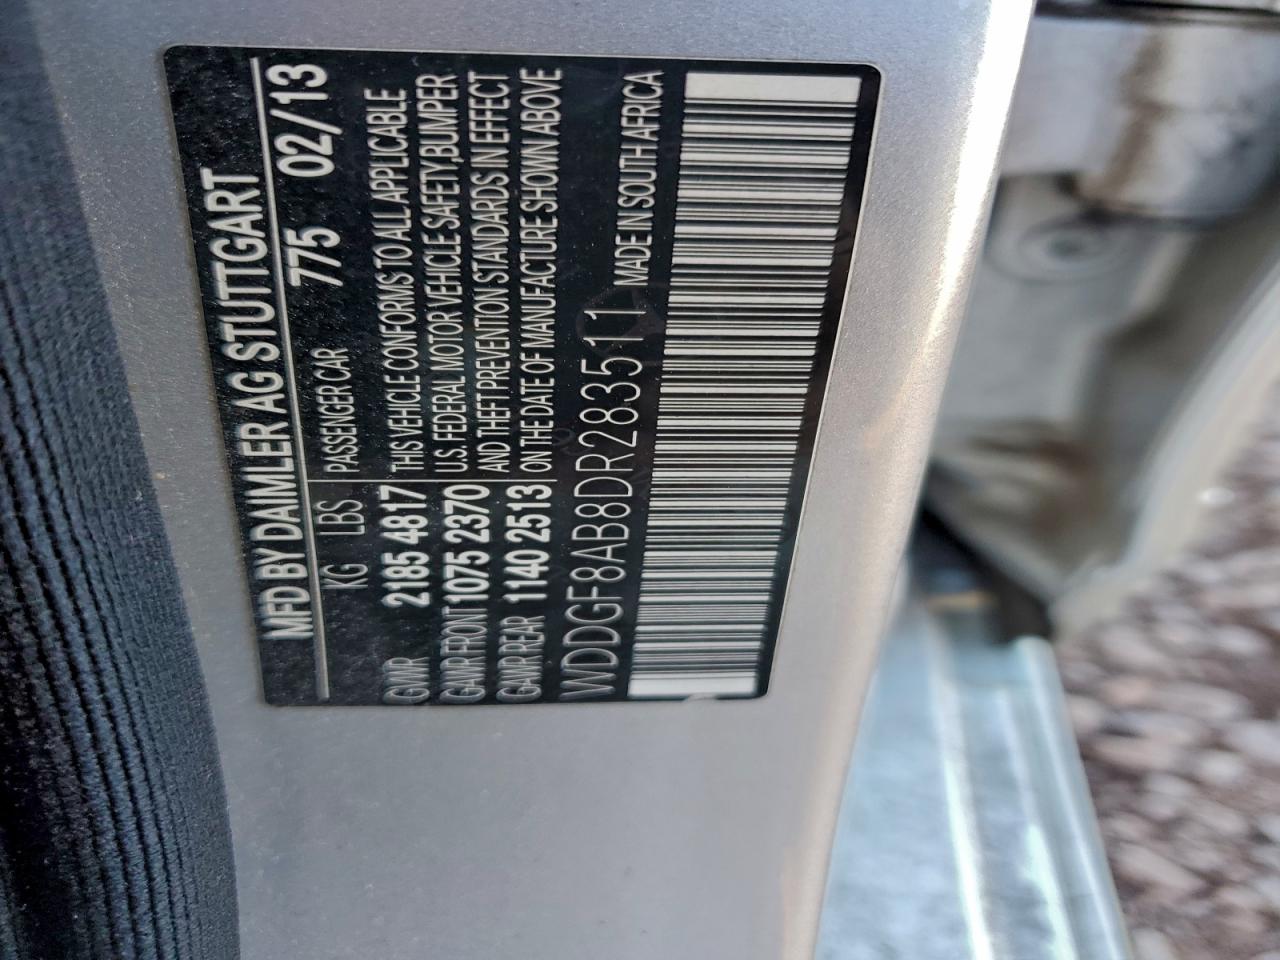 MFD BY DAIMLER AG STUTTGART
775 02/13
KG LBS PASSENGER CAR
GVWR 2185 4817 THIS VEHICLE CONFORMS TO ALL APPLICABLE
GAWR FRONT 1075 2370 U.S. FEDERAL MOTOR VEHICLE SAFETY,BUMPER
GAWR REAR 1140 2513 AND THEFT PREVENTION STANDARDS IN EFFECT
ON THE DATE OF MANUFACTURE SHOWN ABOVE
WDDGF8AB8DR283511 MADE IN SOUTH AFRICA